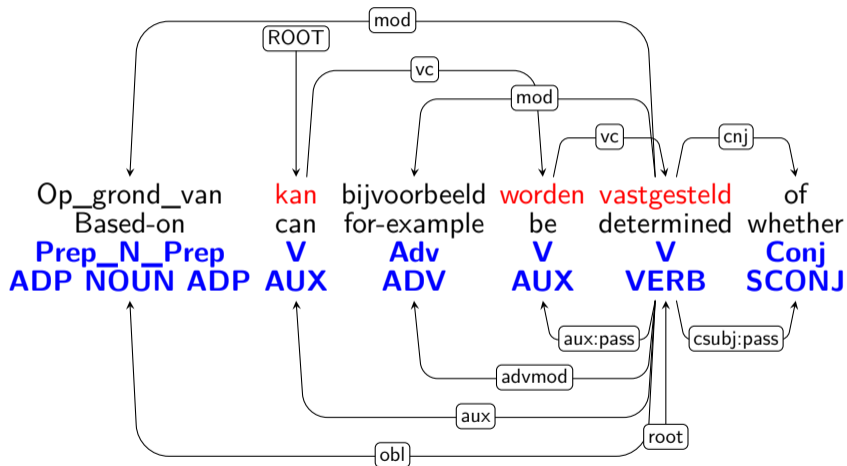 mod
ROOT
vc
mod
vc cnj
Op_grond_van kan bijvoorbeeld worden vastgesteld of
Based-on can for-example be determined whether
Prep_N_Prep V Adv V V Conj
ADP NOUN ADP AUX ADV AUX VERB SCONJ
aux:pass csubj:pass
advmod
aux
root
obl